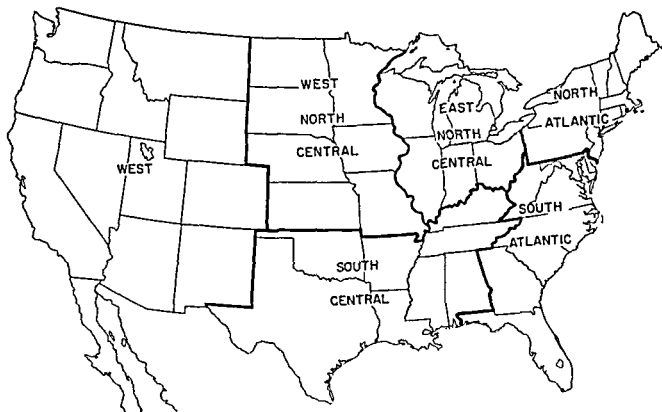 WEST
WEST
NORTH
CENTRAL
EAST
NORTH
CENTRAL
NORTH
ATLANTIC
SOUTH
ATLANTIC
SOUTH
CENTRAL